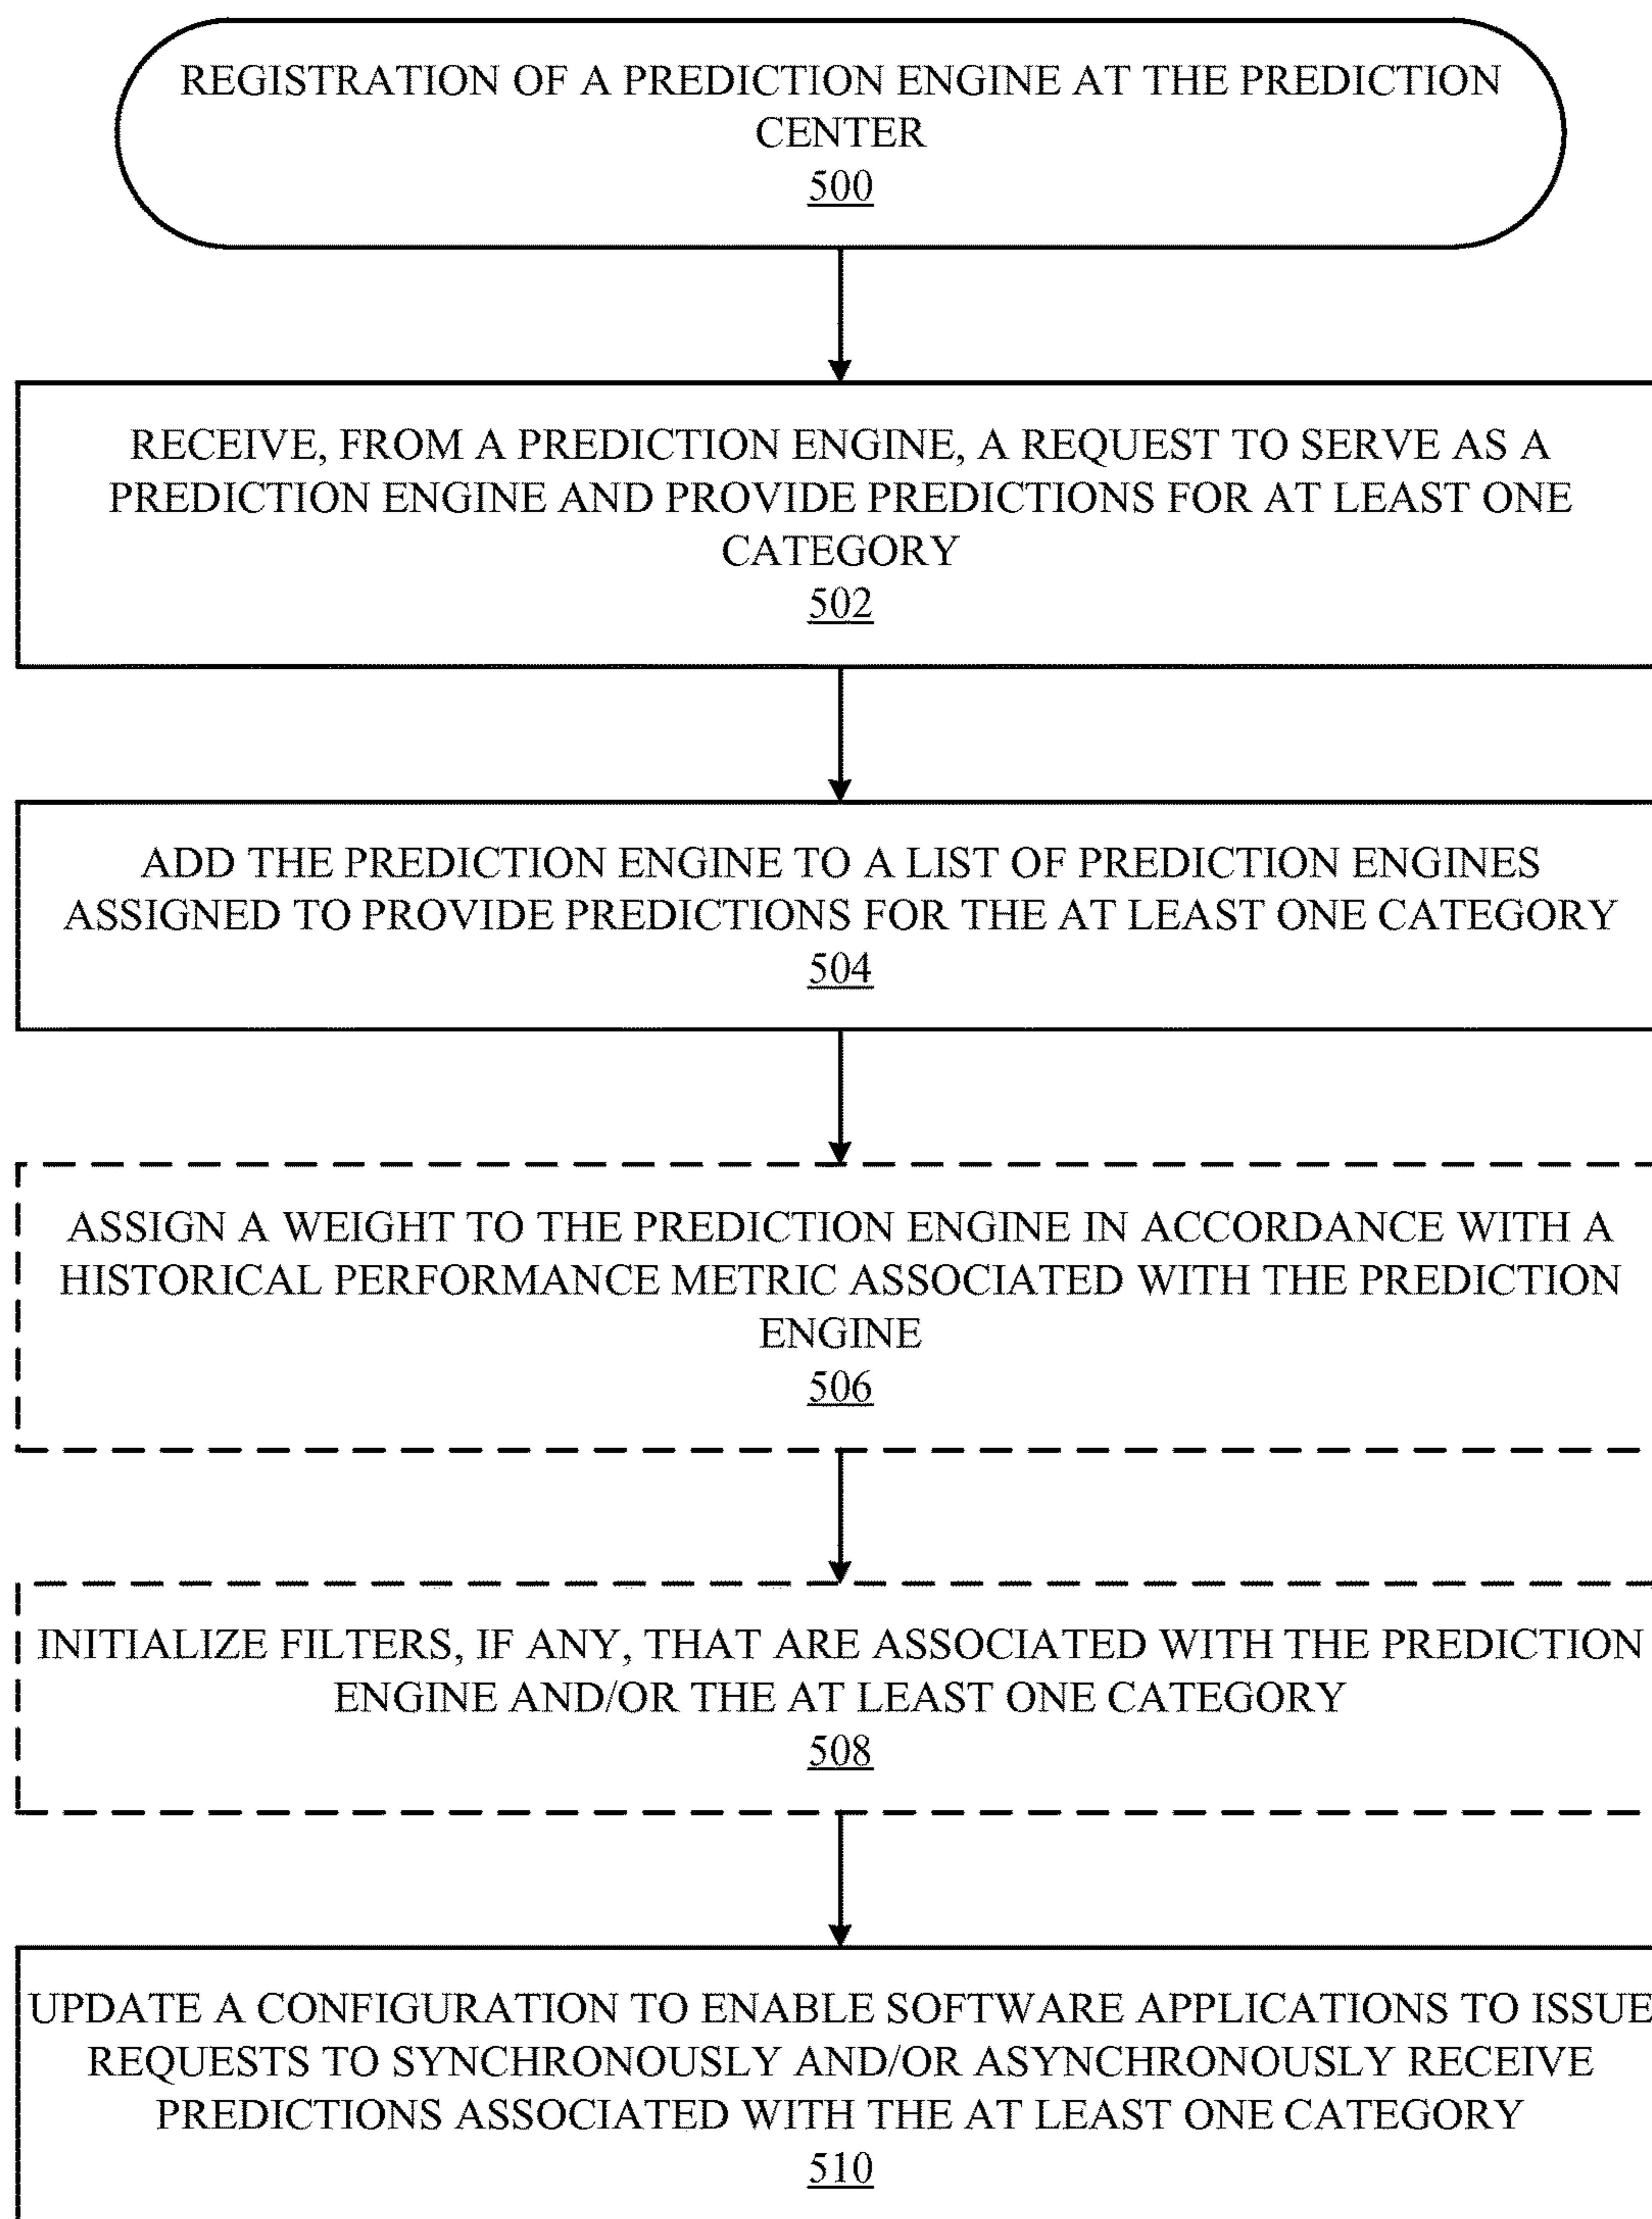 REGISTRATION OF A PREDICTION ENGINE AT THE PREDICTION
CENTER
500
RECEIVE, FROM A PREDICTION ENGINE, A REQUEST TO SERVE AS A
PREDICTION ENGINE AND PROVIDE PREDICTIONS FOR AT LEAST ONE
CATEGORY
502
ADD THE PREDICTION ENGINE TO A LIST OF PREDICTION ENGINES
ASSIGNED TO PROVIDE PREDICTIONS FOR THE AT LEAST ONE CATEGORY
504
ASSIGN A WEIGHT TO THE PREDICTION ENGINE IN ACCORDANCE WITH A
HISTORICAL PERFORMANCE METRIC ASSOCIATED WITH THE PREDICTION
ENGINE
506
INITIALIZE FILTERS, IF ANY, THAT ARE ASSOCIATED WITH THE PREDICTION
ENGINE AND/OR THE AT LEAST ONE CATEGORY
508
UPDATE A CONFIGURATION TO ENABLE SOFTWARE APPLICATIONS TO ISSUE
REQUESTS TO SYNCHRONOUSLY AND/OR ASYNCHRONOUSLY RECEIVE
PREDICTIONS ASSOCIATED WITH THE AT LEAST ONE CATEGORY
510